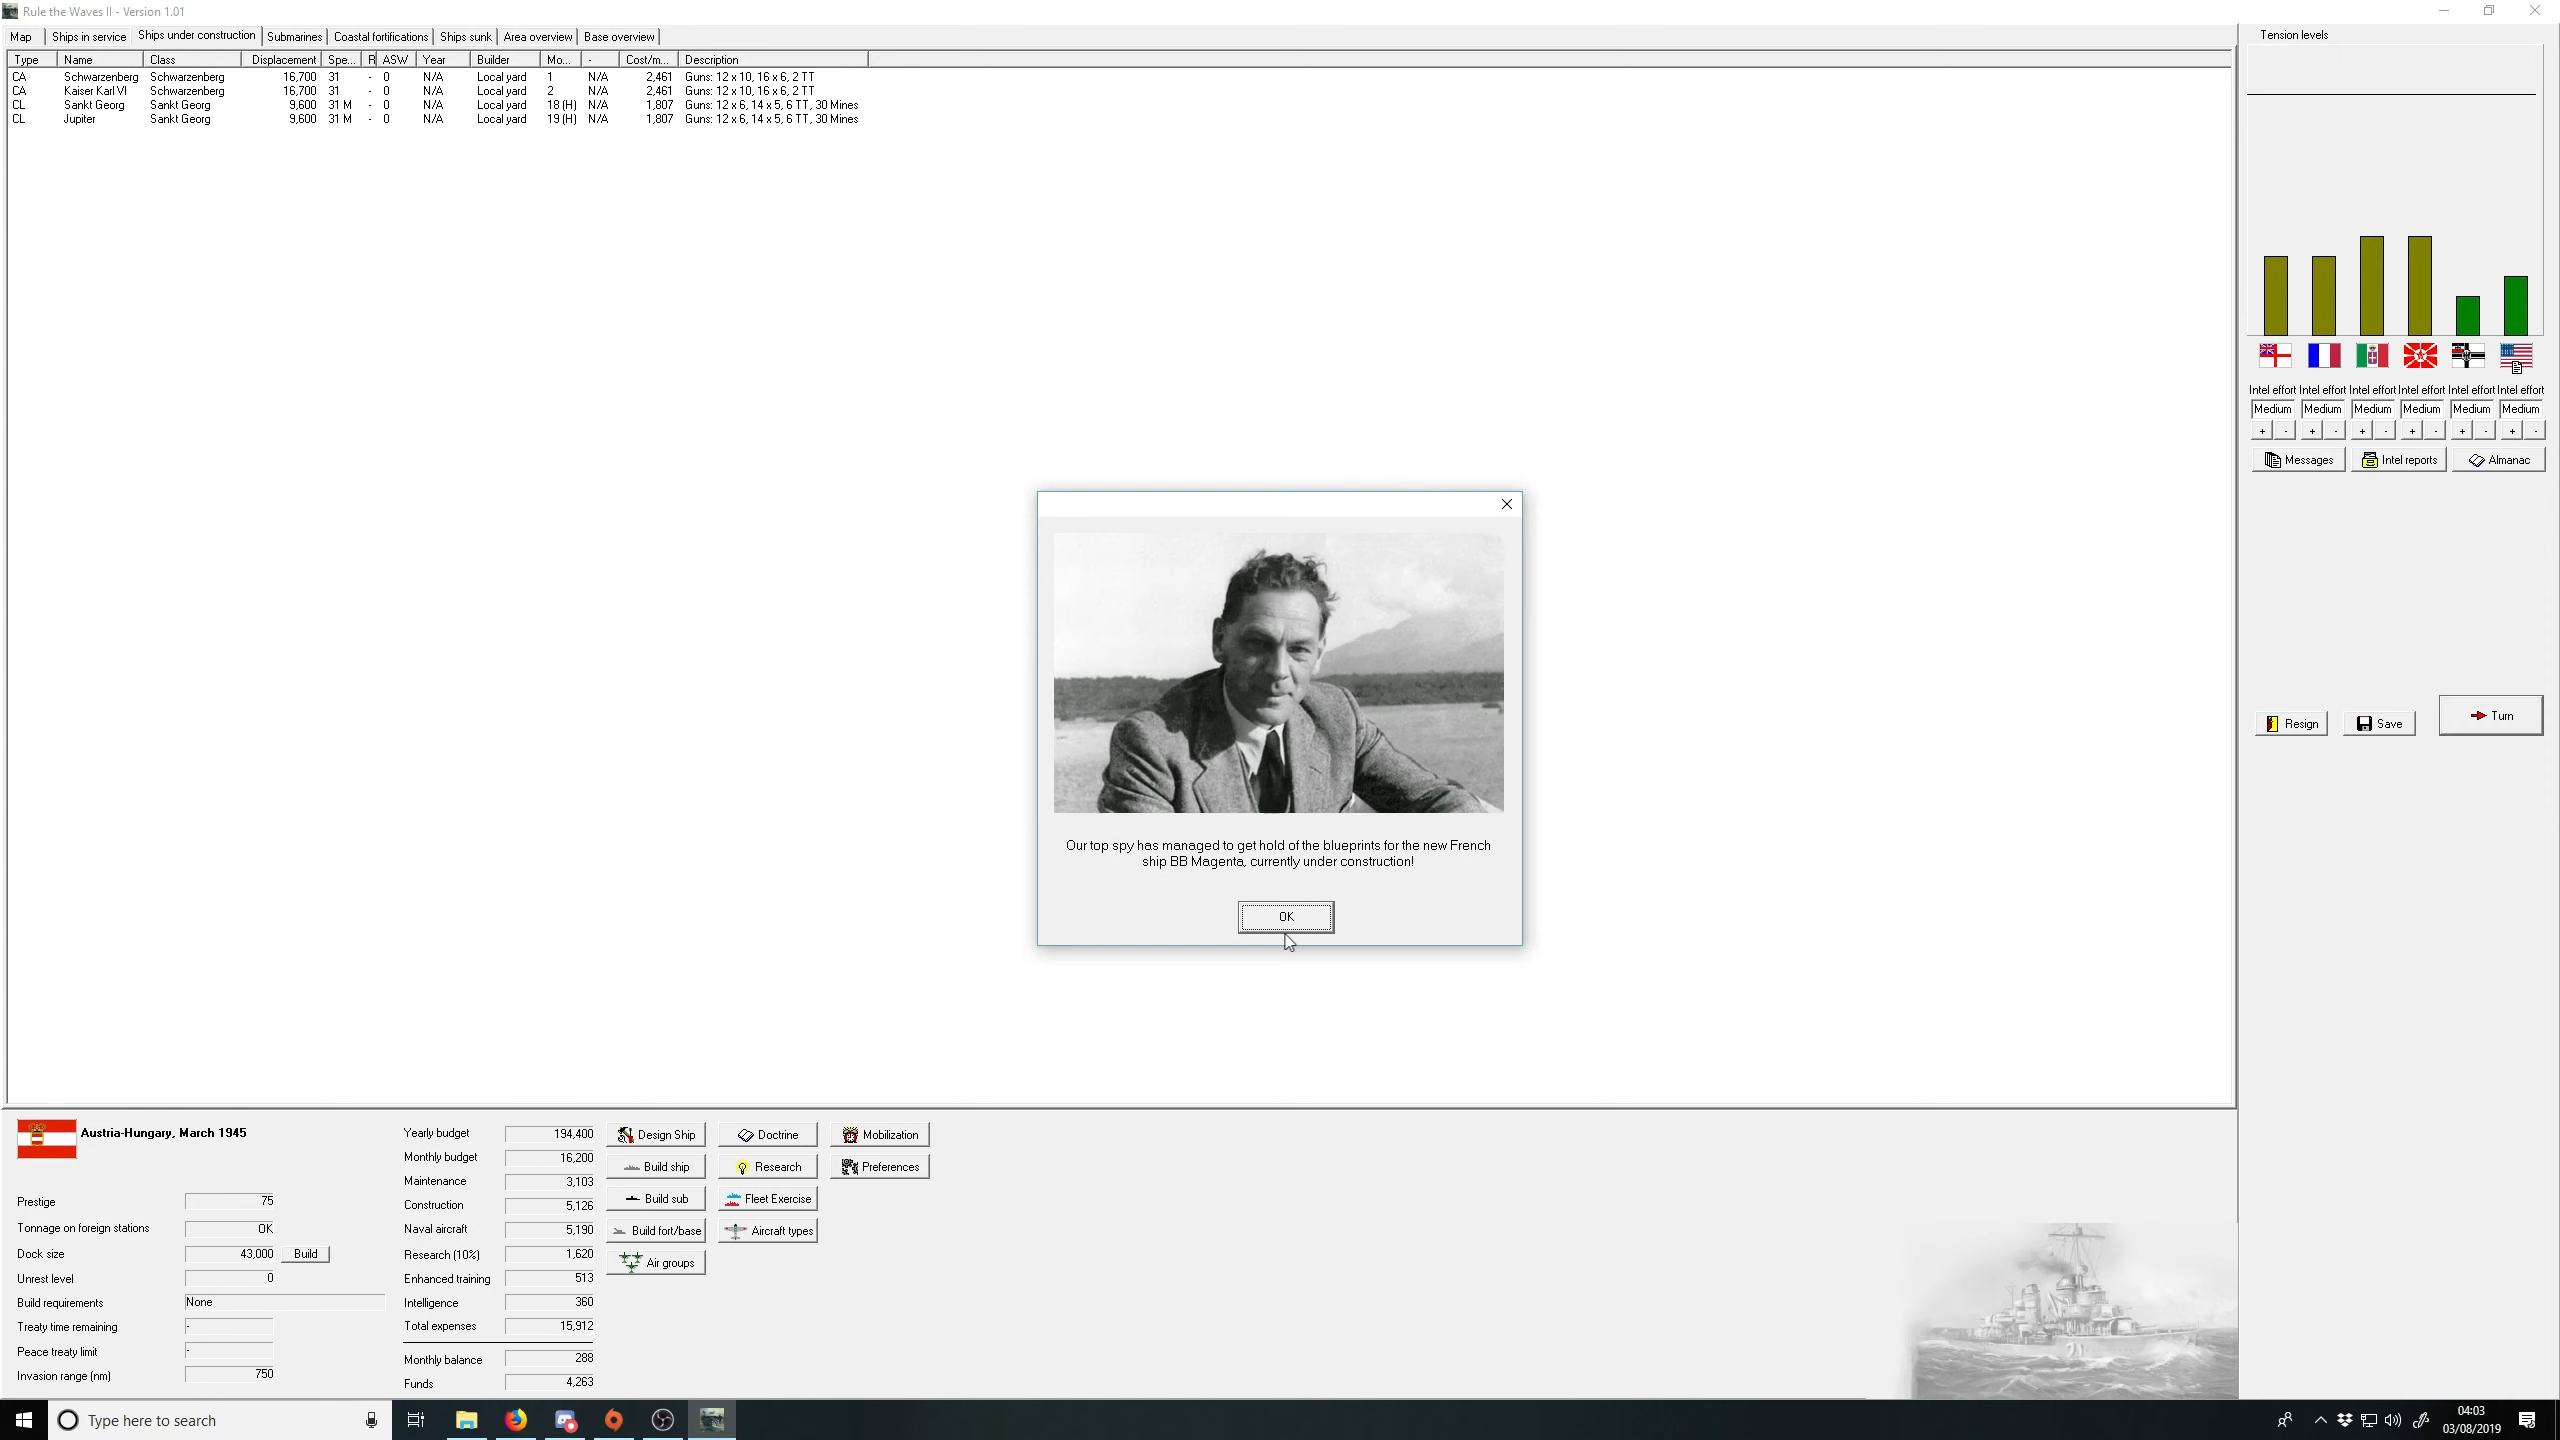 Rule the Waves II - Version 1.01
Map Ships in service Ships under construction Submarines Coastal fortifications Ships sunk Area overview Base overview
Type Name Class Displacement Spe... R ASW Year Builder Mo... - Cost/m... Description
CA Schwarzenberg Schwarzenberg 16,700 31 - 0 N/A Local yard 1 N/A 2,461 Guns: 12 x 10, 16 x 6, 2 TT
CA Kaiser Karl VI Schwarzenberg 16,700 31 - 0 N/A Local yard 2 N/A 2,461 Guns: 12 x 10, 16 x 6, 2 TT
CL Sankt Georg Sankt Georg 9,600 31 M - 0 N/A Local yard 18 (H) N/A 1,807 Guns: 12 x 6, 14 x 5, 6 TT, 30 Mines
CL Jupiter Sankt Georg 9,600 31 M - 0 N/A Local yard 19 (H) N/A 1,807 Guns: 12 x 6, 14 x 5, 6 TT, 30 Mines
Tension levels
Intel effort Intel effort Intel effort Intel effort Intel effort Intel effort
Medium Medium Medium Medium Medium Medium
+ - + - + - + - + - + -
Messages Intel reports Almanac
Resign Save Turn
Our top spy has managed to get hold of the blueprints for the new French
ship BB Magenta, currently under construction!
OK
Austria-Hungary, March 1945
Prestige 75
Tonnage on foreign stations OK
Dock size 43,000 Build
Unrest level 0
Build requirements None
Treaty time remaining -
Peace treaty limit -
Invasion range (nm) 750
Yearly budget 194,400
Monthly budget 16,200
Maintenance 3,103
Construction 5,126
Naval aircraft 5,190
Research (10%) 1,620
Enhanced training 513
Intelligence 360
Total expenses 15,912
Monthly balance 288
Funds 4,263
Design Ship Doctrine Mobilization
Build ship Research Preferences
Build sub Fleet Exercise
Build fort/base Aircraft types
Air groups
Type here to search
04:03
03/08/2019